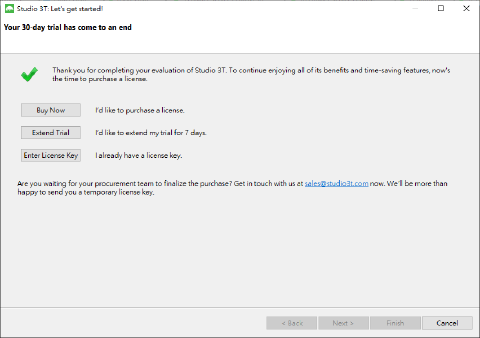 Studio 3T: Let's get started!
Your 30-day trial has come to an end
Thank you for completing your evaluation of Studio 3T. To continue enjoying all of its benefits and time-saving features, now's
the time to purchase a license.
Buy Now I'd like to purchase a license.
Extend Trial I'd like to extend my trial for 7 days.
Enter License Key I already have a license key.
Are you waiting for your procurement team to finalize the purchase? Get in touch with us at sales@studio3t.com now. We'll be more than
happy to send you a temporary license key.
< Back Next > Finish Cancel